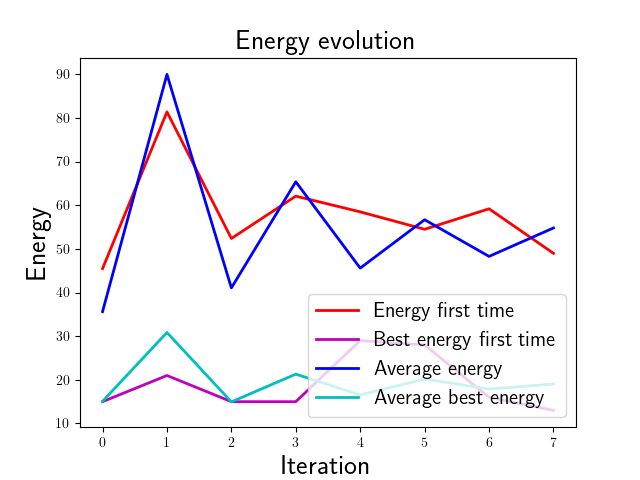 Energy evolution
Energy
90
80
70
60
50
40
30
20
10
Energy first time
Best energy first time
Average energy
Average best energy
0 1 2 3 4 5 6 7
Iteration